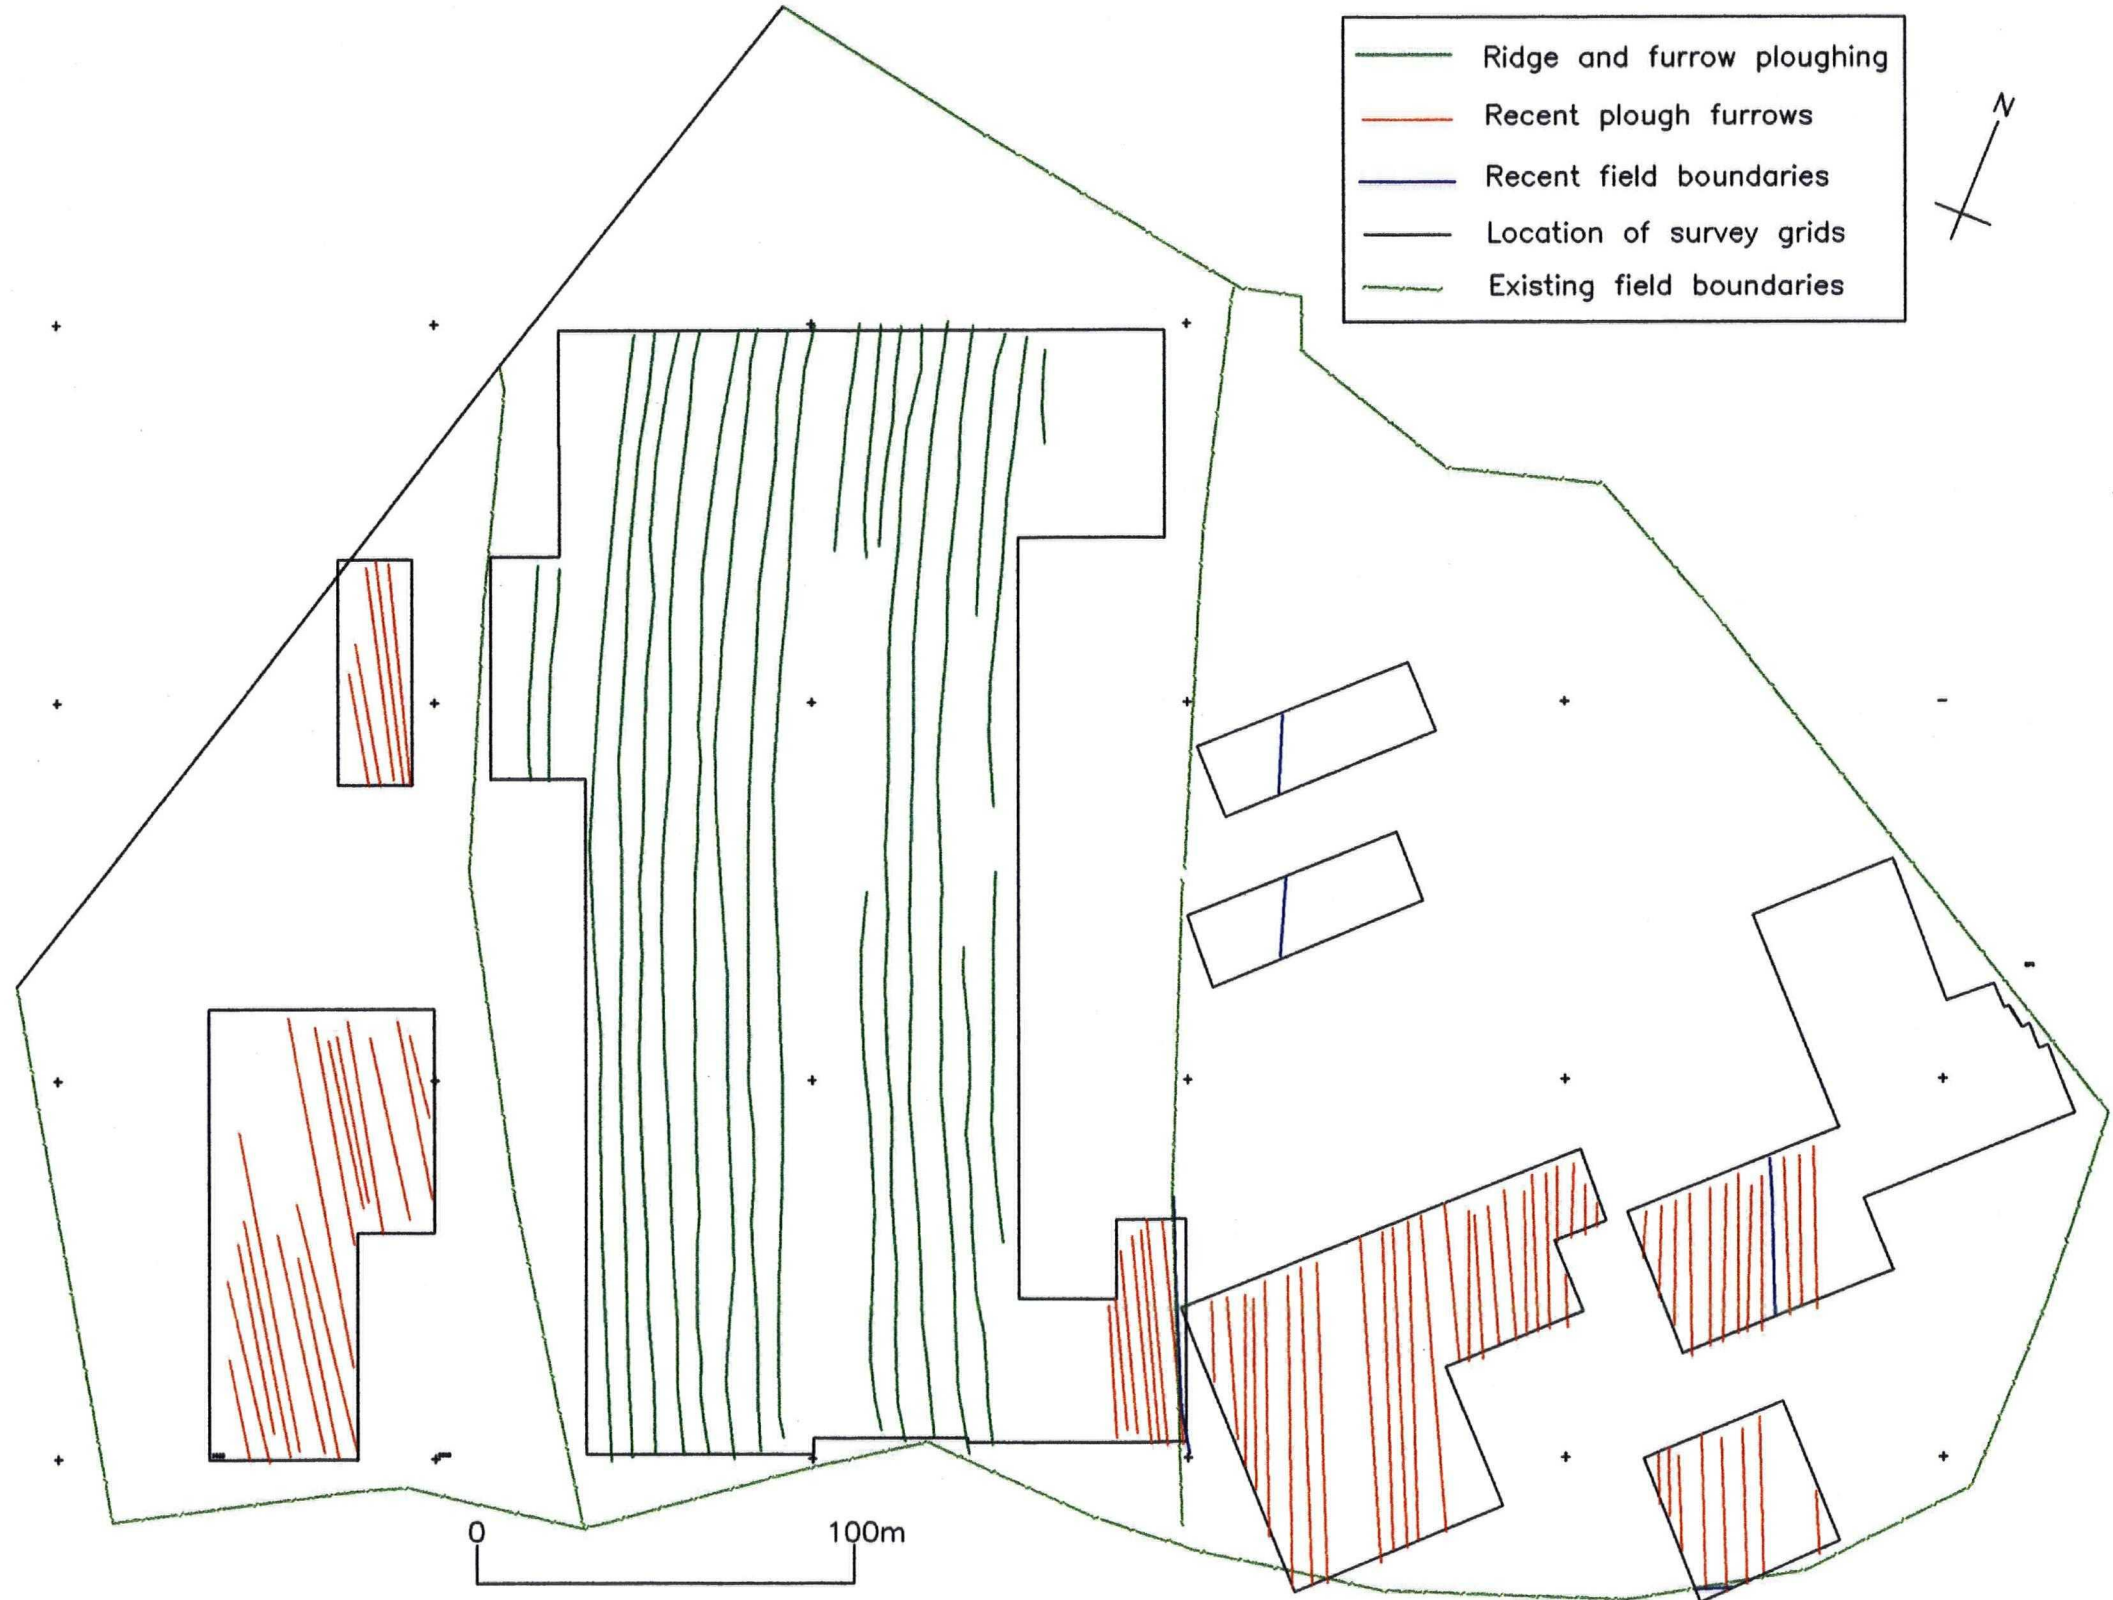 Ridge and furrow ploughing
Recent plough furrows
Recent field boundaries
Location of survey grids
Existing field boundaries
N
0 100m